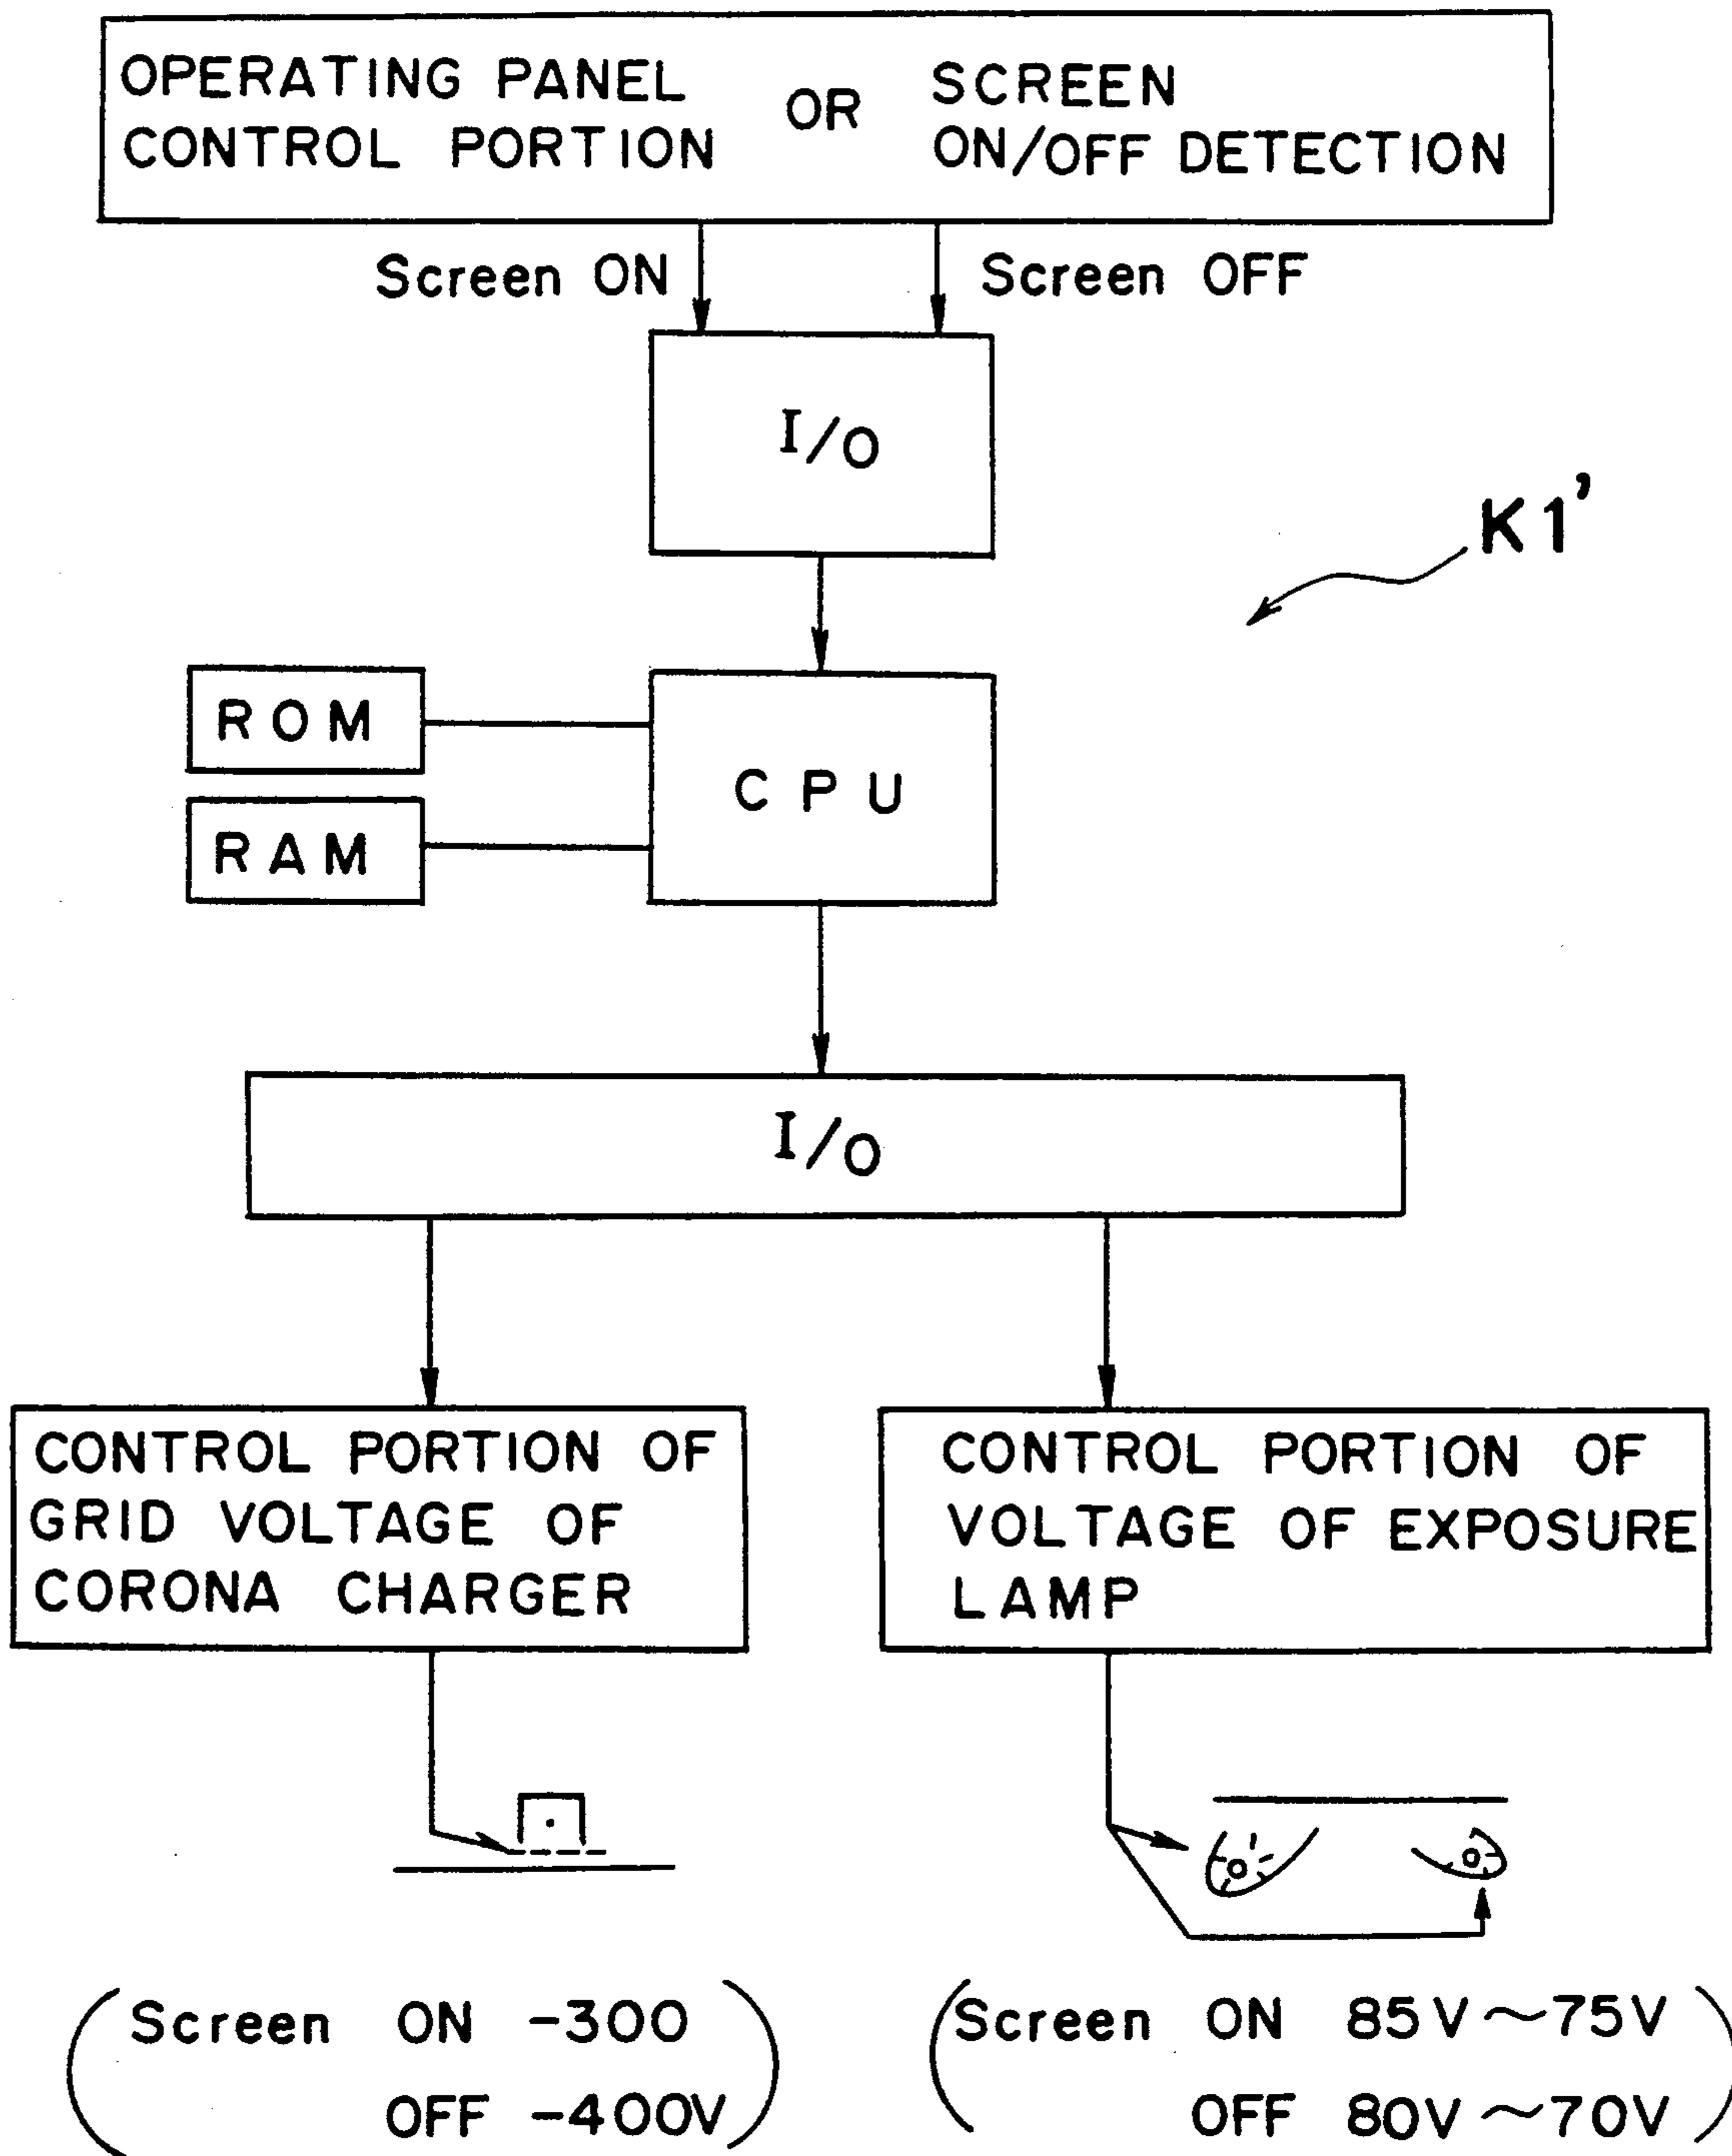 OPERATING PANEL
CONTROL PORTION
OR
SCREEN
ON/OFF DETECTION
Screen ON
Screen OFF
I/O
K1'
ROM
CPU
RAM
I/O
CONTROL PORTION OF
GRID VOLTAGE OF
CORONA CHARGER
CONTROL PORTION OF
VOLTAGE OF EXPOSURE
LAMP
(Screen ON -300
OFF -400V)
(Screen ON 85V~75V
OFF 80V~70V)